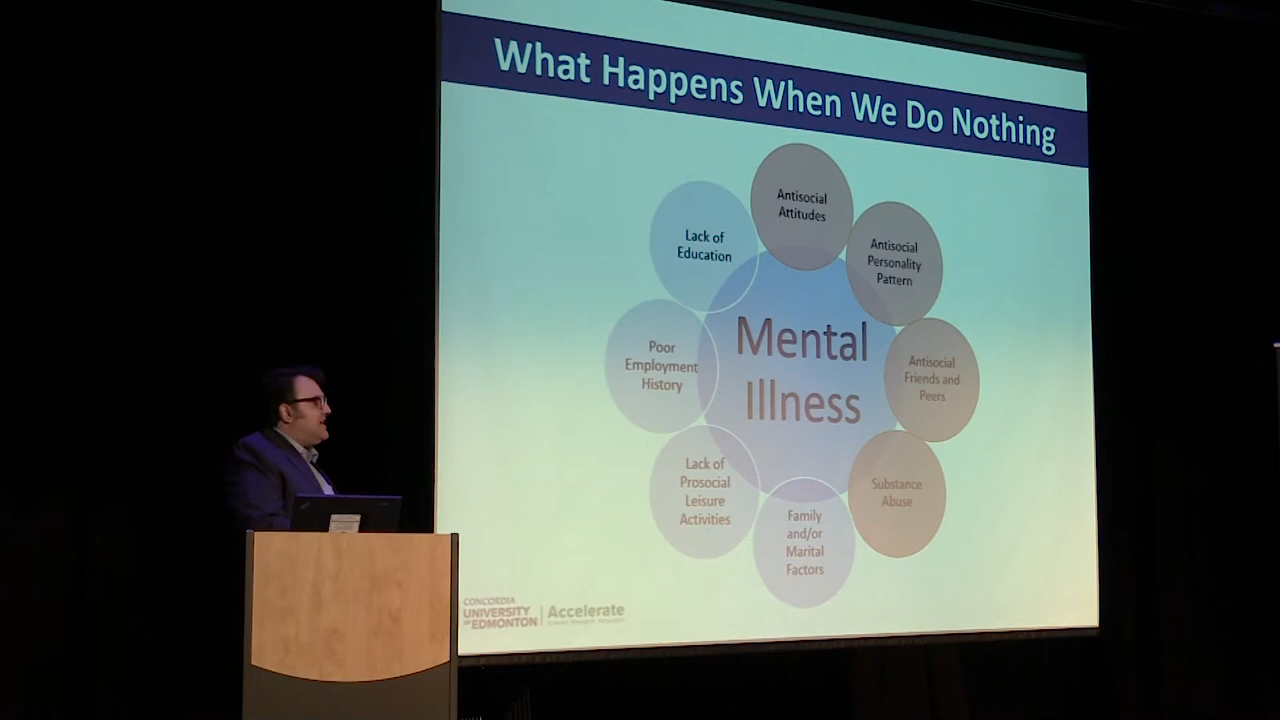 What Happens When We Do Nothing
Antisocial
Attitudes
Antisocial
Personality
Pattern
Antisocial
Friends and
Peers
Substance
Abuse
Family
and/or
Marital
Factors
Lack of
Prosocial
Leisure
Activities
Poor
Employment
History
Lack of
Education
Mental
Illness
CONCORDIA
UNIVERSITY
OF EDMONTON
Accelerate